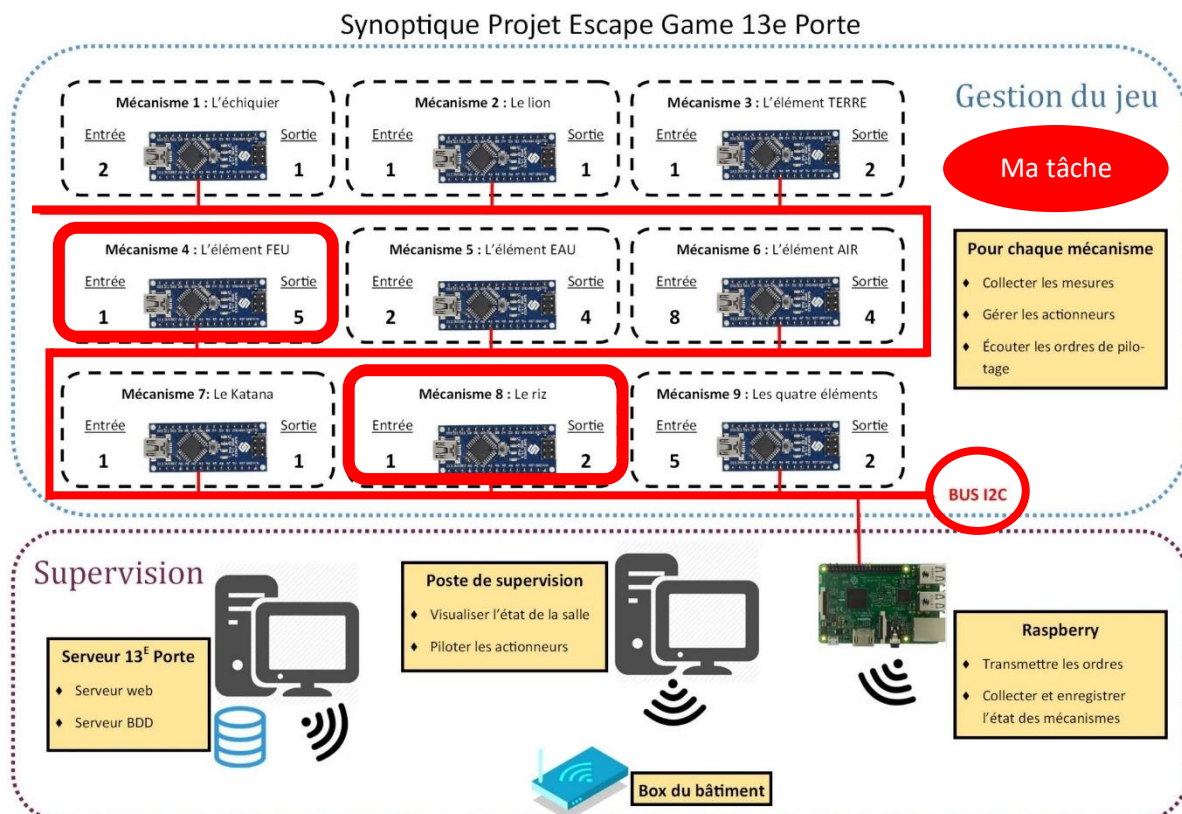 Synoptique Projet Escape Game 13e Porte
Gestion du jeu
Ma tâche
Mécanisme 1 : L'échiquier
Entrée
Sortie
2
1
Mécanisme 2 : Le lion
Entrée
Sortie
1
1
Mécanisme 3 : L'élément TERRE
Entrée
Sortie
1
2
Mécanisme 4 : L'élément FEU
Entrée
Sortie
1
5
Mécanisme 5 : L'élément EAU
Entrée
Sortie
2
4
Mécanisme 6 : L'élément AIR
Entrée
Sortie
8
4
Pour chaque mécanisme
♦ Collecter les mesures
♦ Gérer les actionneurs
♦ Écouter les ordres de pilo-
tage
Mécanisme 7: Le Katana
Entrée
Sortie
1
1
Mécanisme 8 : Le riz
Entrée
Sortie
1
2
Mécanisme 9 : Les quatre éléments
Entrée
Sortie
5
2
BUS I2C
Supervision
Serveur 13E Porte
♦ Serveur web
♦ Serveur BDD
Poste de supervision
♦ Visualiser l'état de la salle
♦ Piloter les actionneurs
Raspberry
♦ Transmettre les ordres
♦ Collecter et enregistrer
l'état des mécanismes
Box du bâtiment